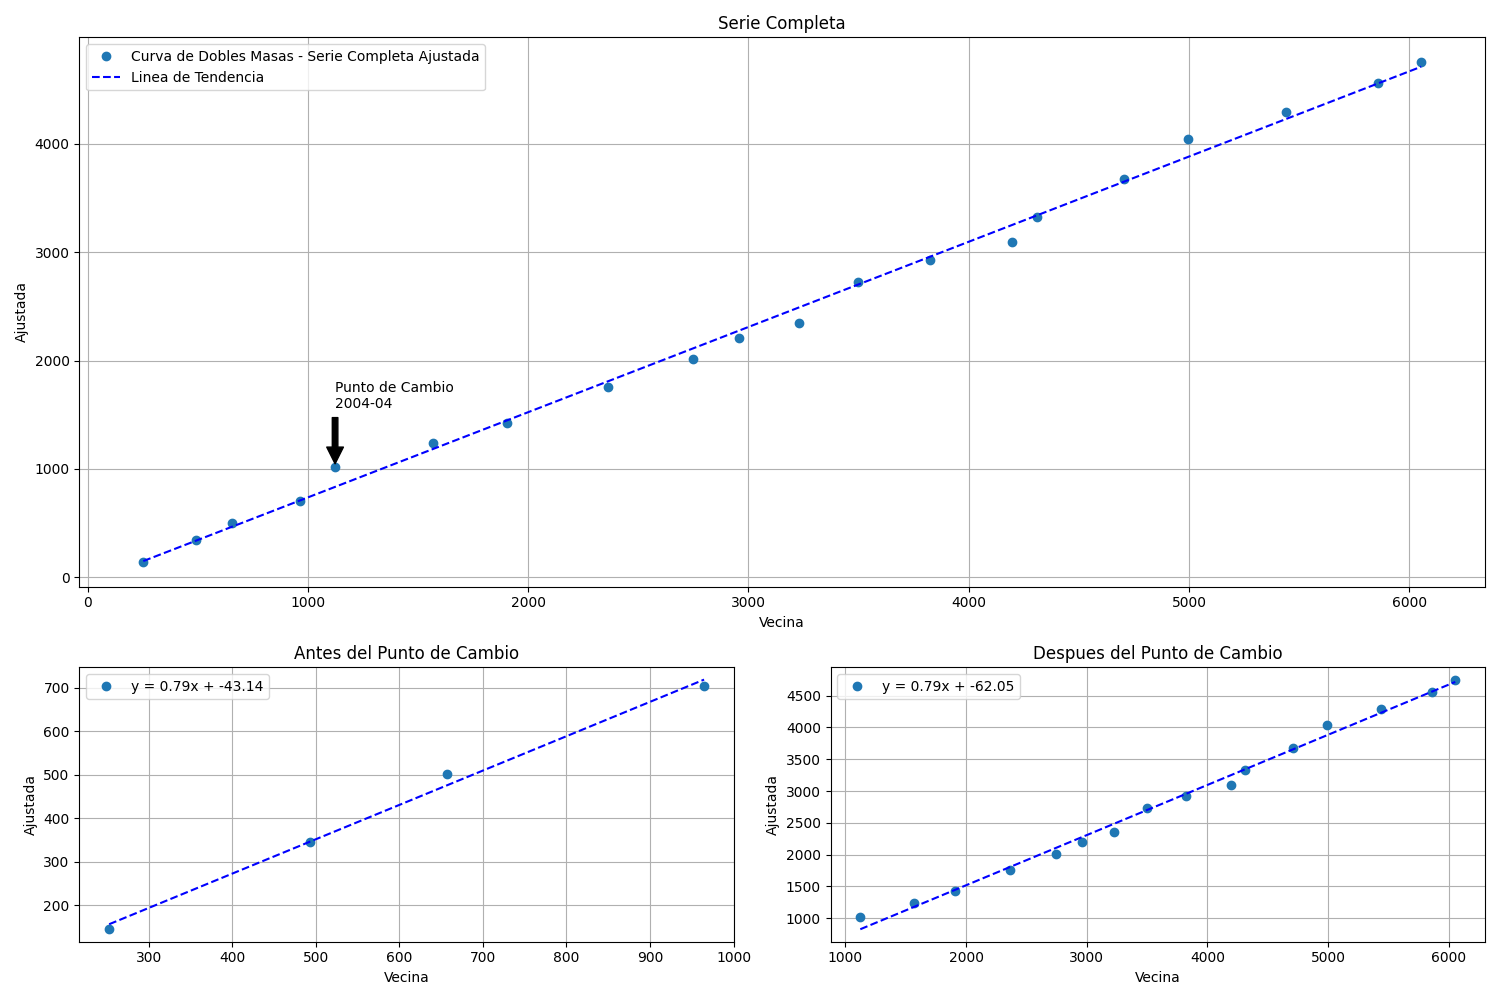 Serie Completa
Curva de Dobles Masas - Serie Completa Ajustada
Linea de Tendencia
Ajustada
4000
3000
2000
1000
0
Punto de Cambio
2004-04
0 1000 2000 3000 4000 5000 6000
Vecina
Antes del Punto de Cambio
y = 0.79x + -43.14
Ajustada
700
600
500
400
300
200
300 400 500 600 700 800 900 1000
Vecina
Despues del Punto de Cambio
y = 0.79x + -62.05
Ajustada
4500
4000
3500
3000
2500
2000
1500
1000
1000 2000 3000 4000 5000 6000
Vecina